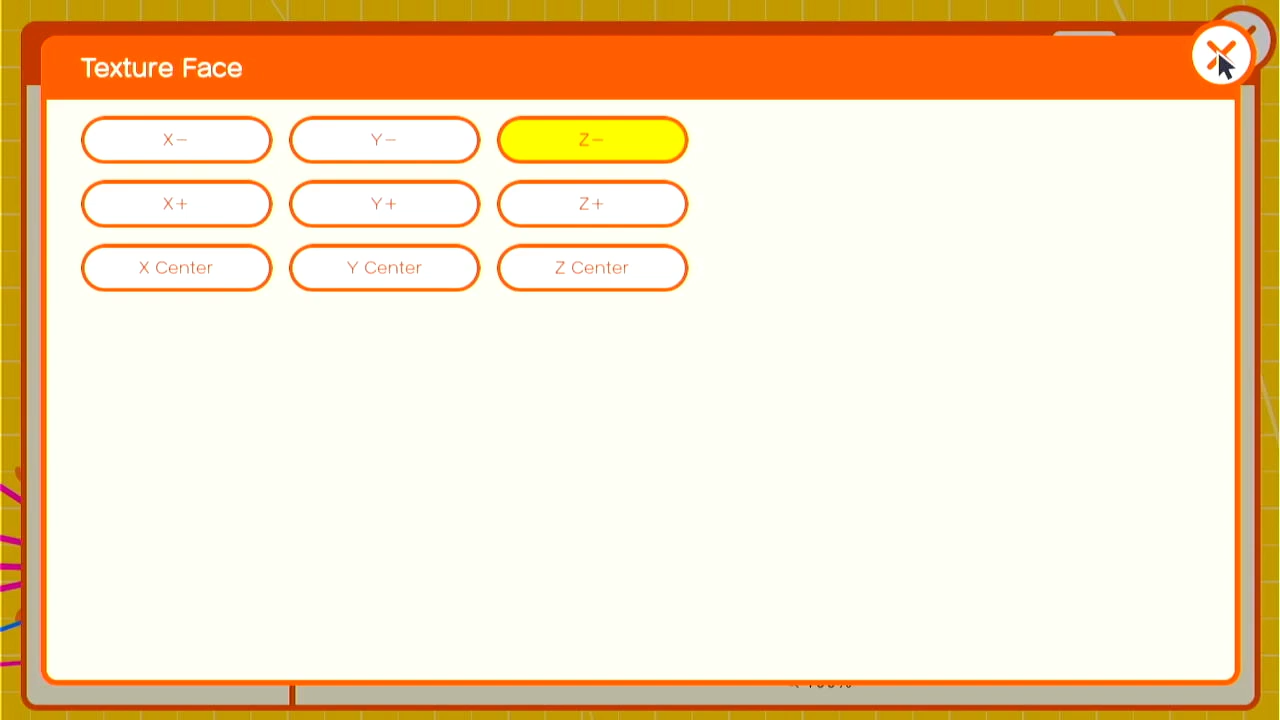 Texture Face
X− Y− Z−
X+ Y+ Z+
X Center Y Center Z Center